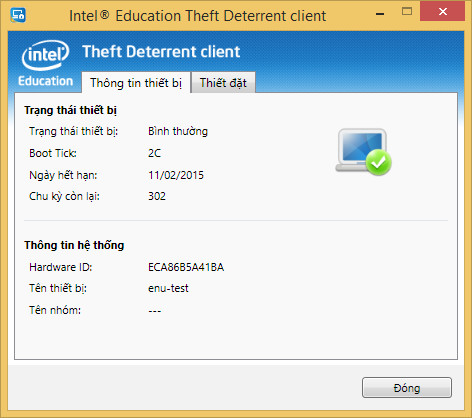 Intel® Education Theft Deterrent client
intel
Education
Theft Deterrent client
Thông tin thiết bị
Thiết đặt
Trạng thái thiết bị
Trạng thái thiết bị: Bình thường
Boot Tick: 2C
Ngày hết hạn: 11/02/2015
Chu kỳ còn lại: 302
Thông tin hệ thống
Hardware ID: ECA86B5A41BA
Tên thiết bị: enu-test
Tên nhóm: ---
Đóng